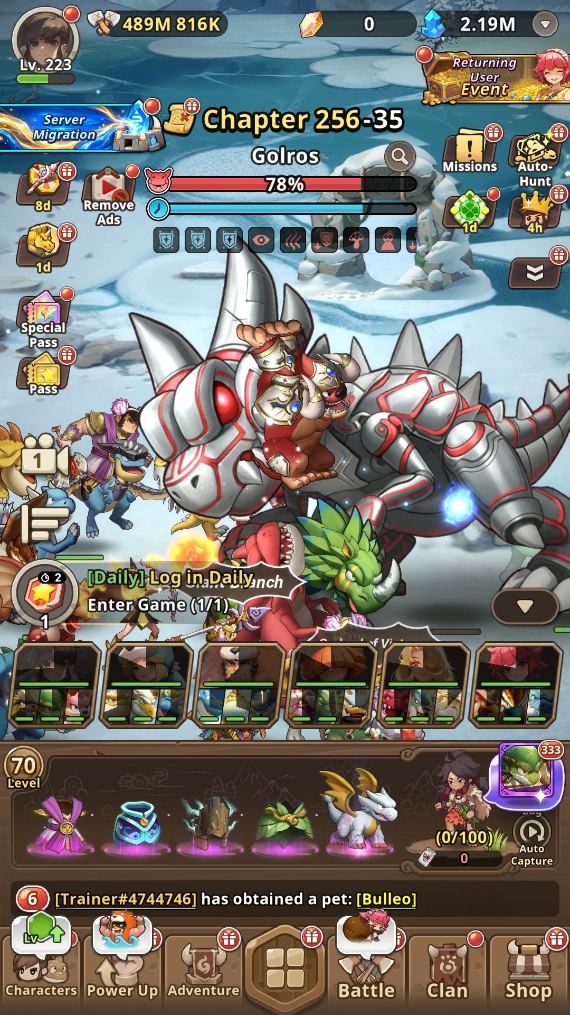 489M 816K
0
2.19M
Lv. 223
Returning
User
Event
Server
Migration
Chapter 256-35
Golros
78%
Missions
Auto-
Hunt
8d
Remove
Ads
1d
4h
1d
Special
Pass
Pass
1
2
[Daily] Log in Daily
Enter Game (1/1)
1
70
Level
333
(0/100)
0
Auto
Capture
6
[Trainer#4744746] has obtained a pet: [Bulleo]
Lv
Characters
Power Up
Adventure
Battle
Clan
Shop